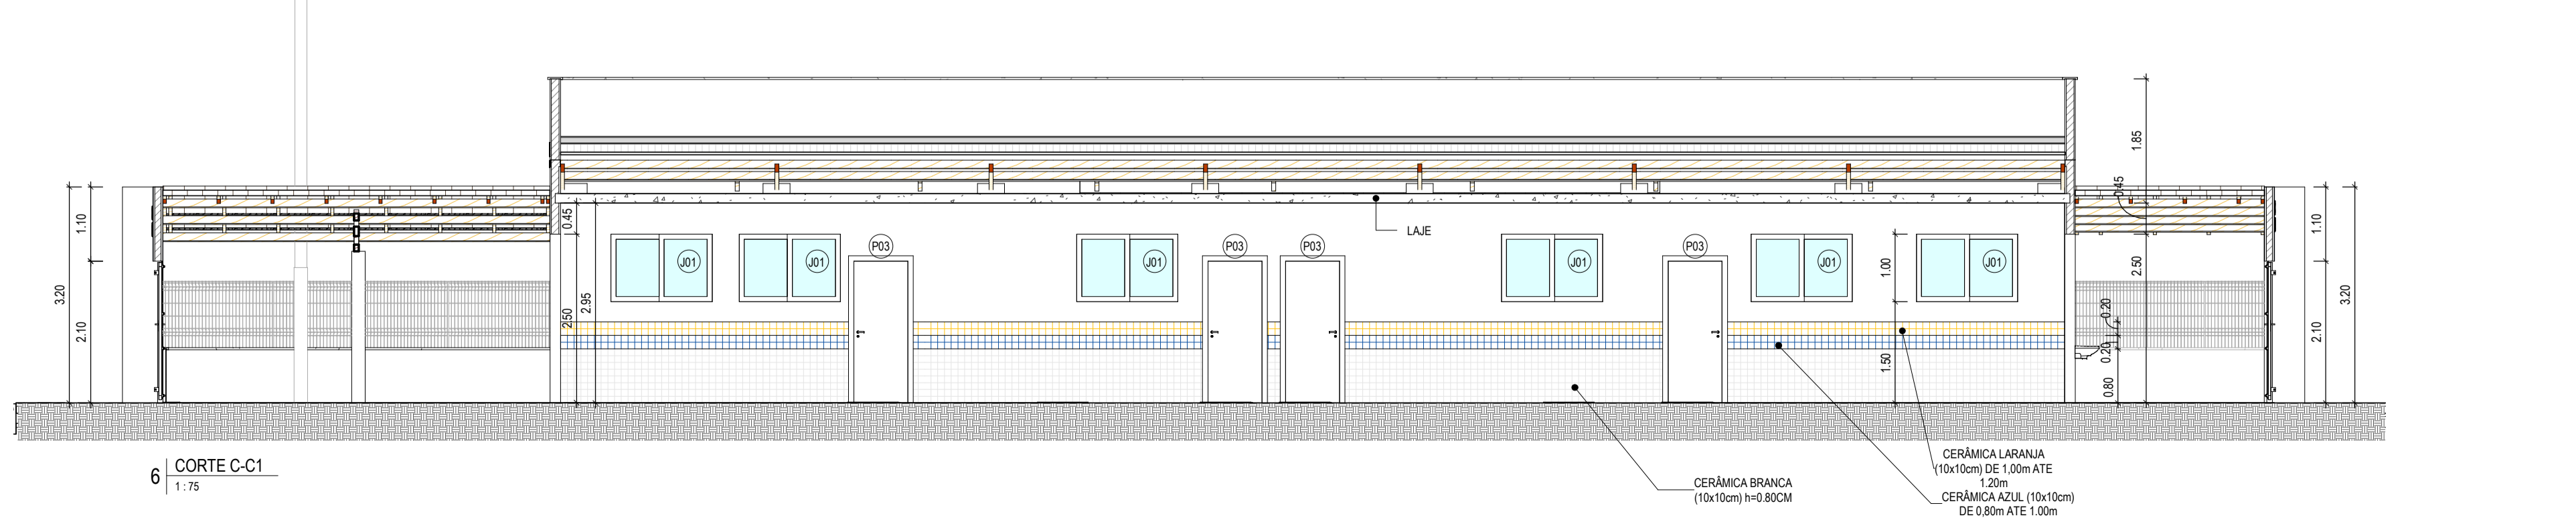 1.85
0.45
1.10
3.20
2.10
0.45
2.50
2.95
LAJE
J01
J01
P03
J01
P03
P03
J01
P03
J01
J01
1.00
1.50
2.50
0.20
0.20
0.80
1.10
2.10
3.20
6
CORTE C-C1
1 : 75
CERÂMICA BRANCA
(10x10cm) h=0.80CM
CERÂMICA LARANJA
(10x10cm) DE 1,00m ATE
1.20m
CERÂMICA AZUL (10x10cm)
DE 0,80m ATE 1.00m